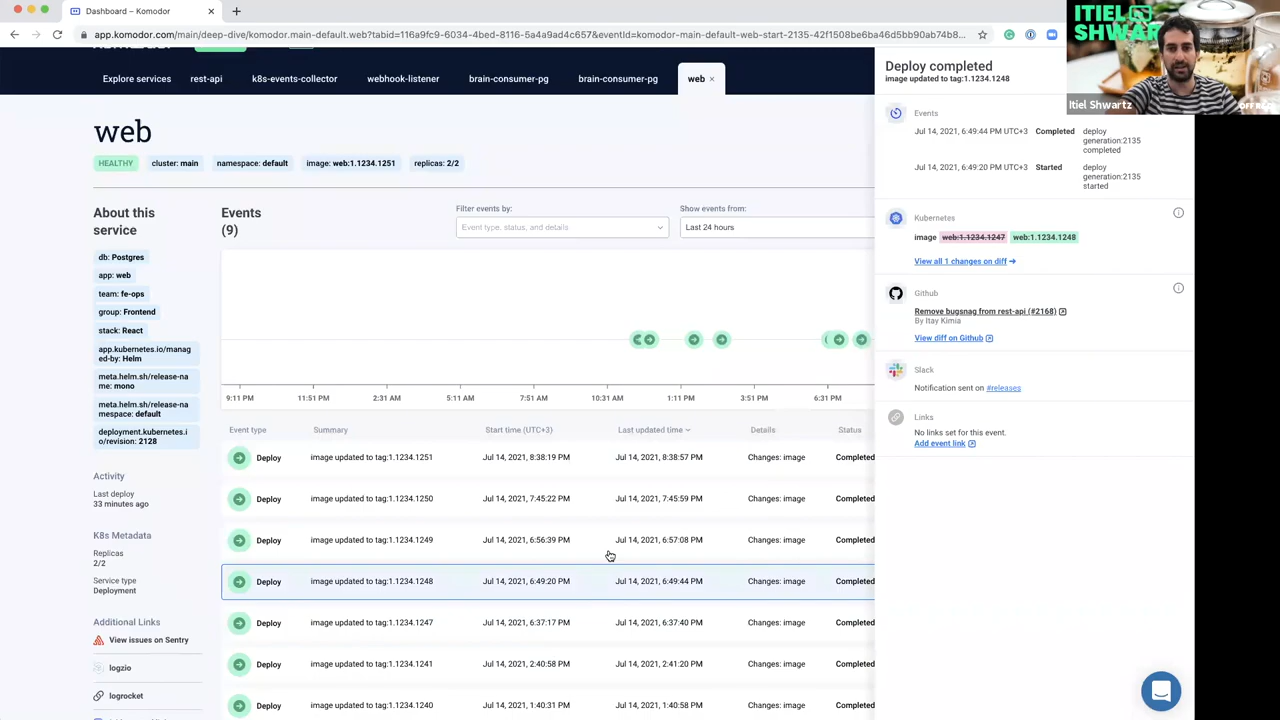 Dashboard – Komodor
app.komodor.com/main/deep-dive/komodor.main-default.web?
ITIEL
SHWARTZ
Itiel Shwartz
Explore services
rest-api
k8s-events-collector
webhook-listener
brain-consumer-pg
brain-consumer-pg
web
web
HEALTHY
cluster: main
namespace: default
image: web:1.1234.1251
replicas: 2/2
About this
service
db: Postgres
app: web
team: fe-ops
group: Frontend
stack: React
app.kubernetes.io/manag
ed-by: Helm
meta.helm.sh/release-na
me: mono
meta.helm.sh/release-na
mespace: default
deployment.kubernetes.i
o/revision: 2128
Activity
Last deploy
33 minutes ago
K8s Metadata
Replicas
2/2
Service type
Deployment
Additional Links
View issues on Sentry
logzio
logrocket
Events
(9)
Filter events by:
Event type, status, and details
Show events from:
Last 24 hours
9:11 PM 11:51 PM 2:31 AM 5:11 AM 7:51 AM 10:31 AM 1:11 PM 3:51 PM 6:31 PM
Event type Summary Start time (UTC+3) Last updated time Details Status
Deploy image updated to tag:1.1234.1251 Jul 14, 2021, 8:38:19 PM Jul 14, 2021, 8:38:57 PM Changes: image Completed
Deploy image updated to tag:1.1234.1250 Jul 14, 2021, 7:45:22 PM Jul 14, 2021, 7:45:59 PM Changes: image Completed
Deploy image updated to tag:1.1234.1249 Jul 14, 2021, 6:56:39 PM Jul 14, 2021, 6:57:08 PM Changes: image Completed
Deploy image updated to tag:1.1234.1248 Jul 14, 2021, 6:49:20 PM Jul 14, 2021, 6:49:44 PM Changes: image Completed
Deploy image updated to tag:1.1234.1247 Jul 14, 2021, 6:37:17 PM Jul 14, 2021, 6:37:40 PM Changes: image Completed
Deploy image updated to tag:1.1234.1241 Jul 14, 2021, 2:40:58 PM Jul 14, 2021, 2:41:20 PM Changes: image Completed
Deploy image updated to tag:1.1234.1240 Jul 14, 2021, 1:40:31 PM Jul 14, 2021, 1:40:58 PM Changes: image Completed
Deploy completed
image updated to tag:1.1234.1248
Events
Jul 14, 2021, 6:49:44 PM UTC+3 Completed deploy
generation:2135
completed
Jul 14, 2021, 6:49:20 PM UTC+3 Started deploy
generation:2135
started
Kubernetes
image web:1.1234.1247 web:1.1234.1248
View all 1 changes on diff
Github
Remove bugsnag from rest-api (#2168)
By Itay Kimia
View diff on Github
Slack
Notification sent on #releases
Links
No links set for this event.
Add event link